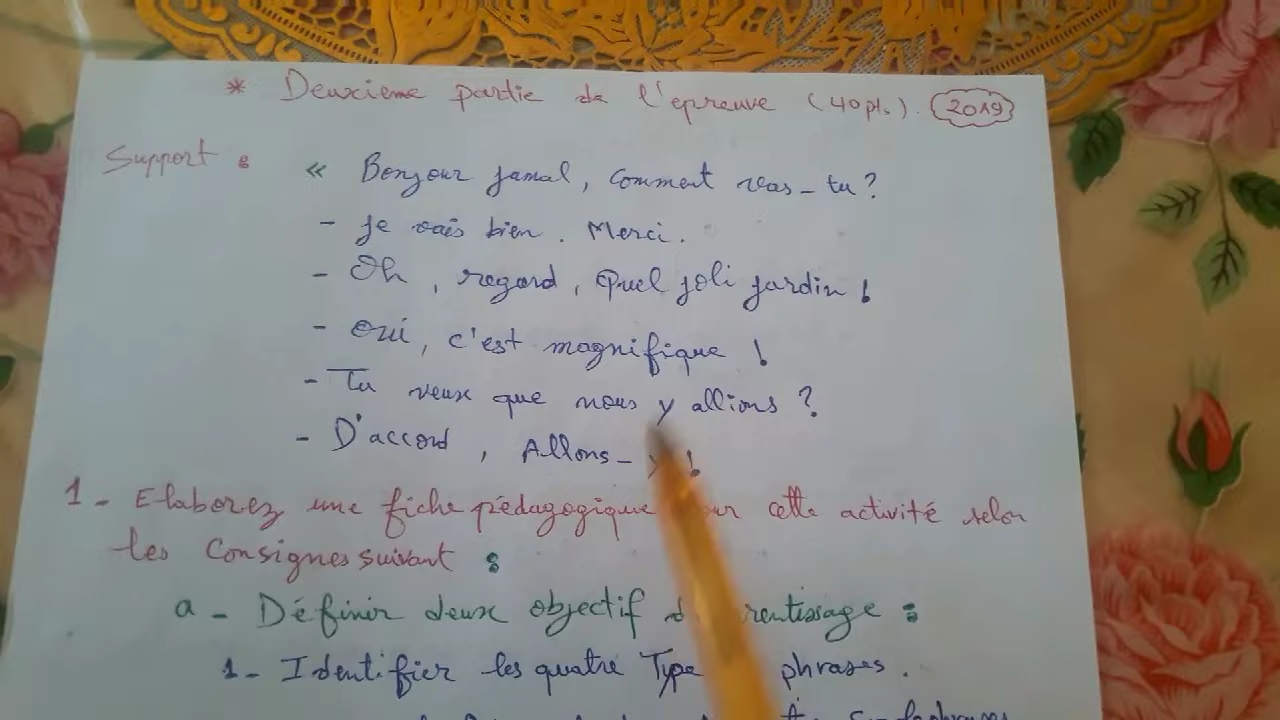 * Deuxième partie de l'épreuve (40pts). 2019
Support : « Bonjour jamal, Comment vas-tu ?
- Je vais bien. Merci.
- Oh, regard, Quel joli jardin !
- Oui, c'est magnifique !
- Tu veux que nous y allions ?
- D'accord, Allons-y !
1- Elaborez une fiche pédagogique cette activité selon
les Consignes suivant :
a - Définir deux objectif :
1- Identifier les quatre Type phrases.